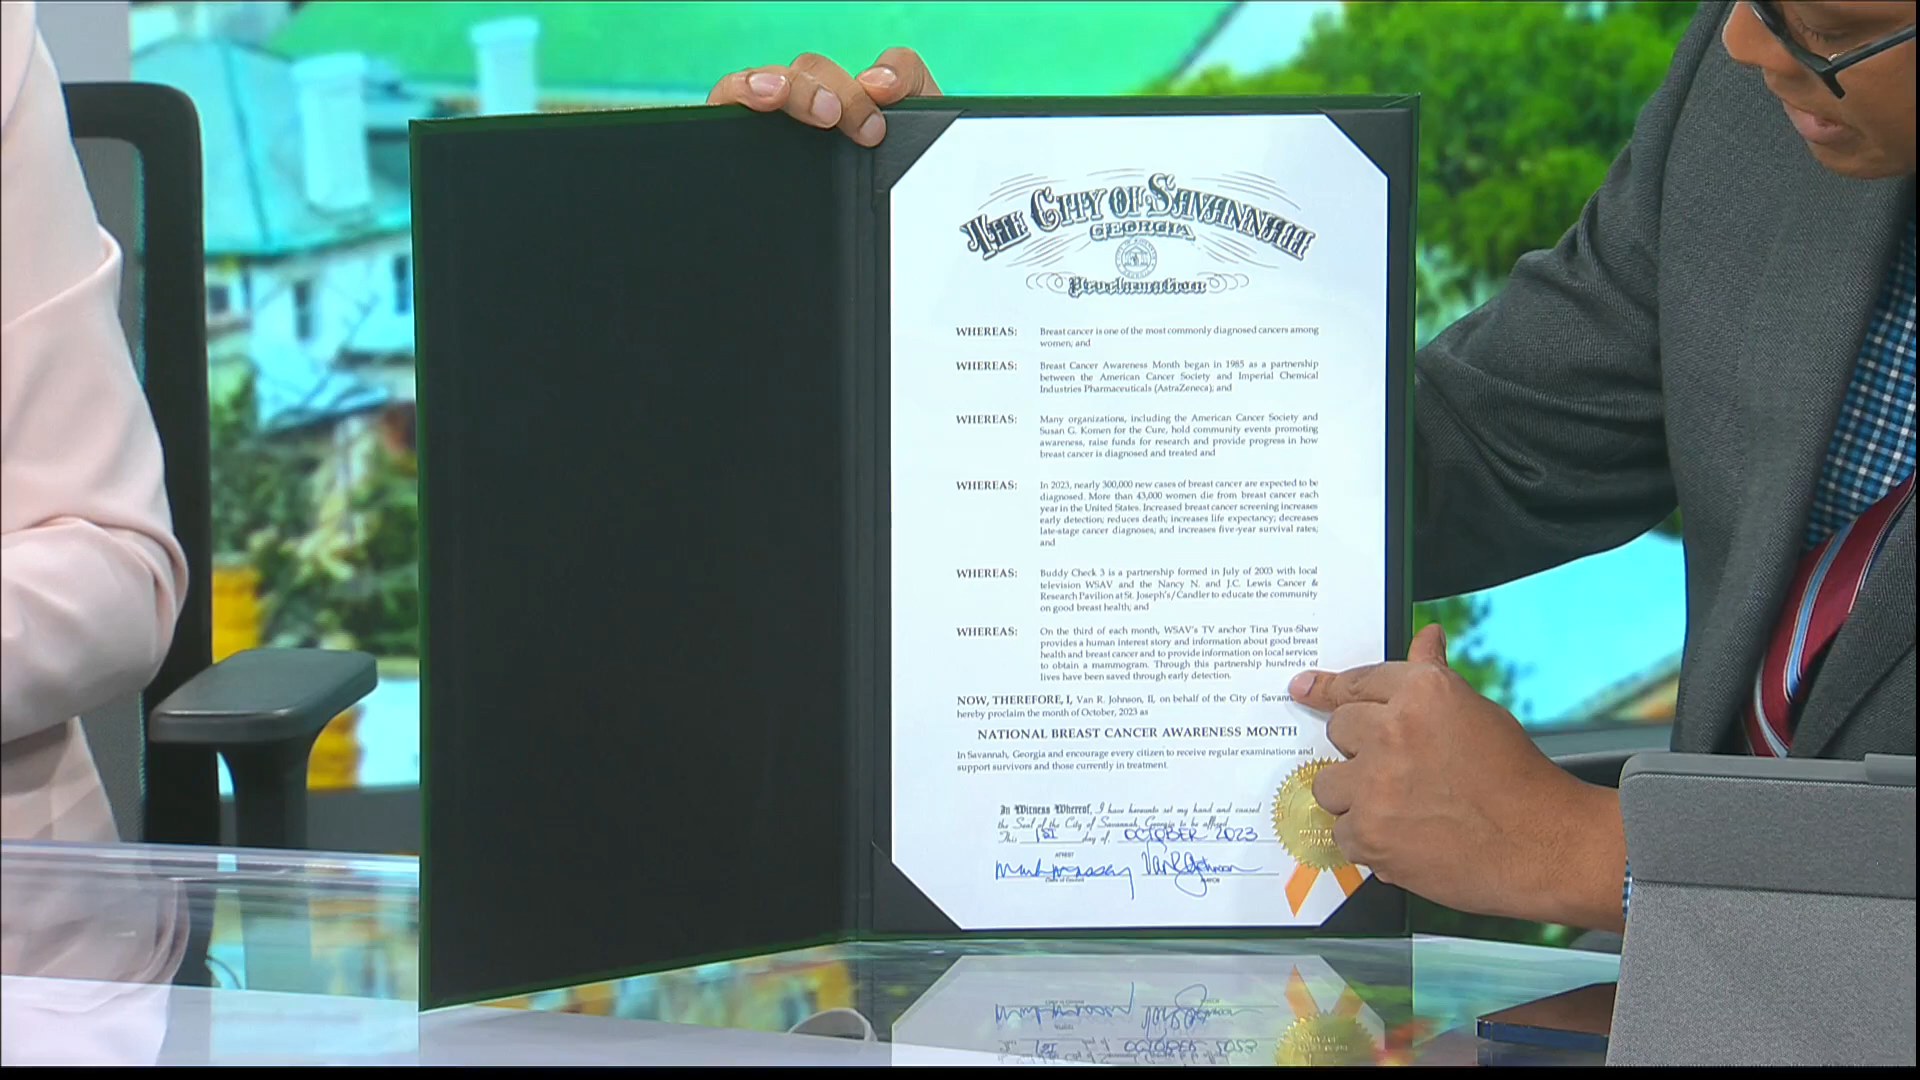 THE CITY OF SAVANNAH
GEORGIA
Proclamation
WHEREAS: Breast cancer is one of the most commonly diagnosed cancers among
women; and
WHEREAS: Breast Cancer Awareness Month began in 1985 as a partnership
between the American Cancer Society and Imperial Chemical
Industries Pharmaceuticals (AstraZeneca); and
WHEREAS: Many organizations, including the American Cancer Society and
Susan G. Komen for the Cure, hold community events promoting
awareness, raise funds for research and provide progress in how
breast cancer is diagnosed and treated and
WHEREAS: In 2023, nearly 300,000 new cases of breast cancer are expected to be
diagnosed. More than 43,000 women die from breast cancer each
year in the United States. Increased breast cancer screening increases
early detection; reduces death; increases life expectancy; decreases
late-stage cancer diagnoses; and increases five-year survival rates;
and
WHEREAS: Buddy Check 3 is a partnership formed in July of 2003 with local
television WSAV and the Nancy N. and J.C. Lewis Cancer &
Research Pavilion at St. Joseph's/Candler to educate the community
on good breast health; and
WHEREAS: On the third of each month, WSAV's TV anchor Tina Tyus-Shaw
provides a human interest story and information about good breast
health and breast cancer and to provide information on local services
to obtain a mammogram. Through this partnership hundreds of
lives have been saved through early detection.
NOW, THEREFORE, I, Van R. Johnson, II, on behalf of the City of Savann
hereby proclaim the month of October, 2023 as
NATIONAL BREAST CANCER AWARENESS MONTH
In Savannah, Georgia and encourage every citizen to receive regular examinations and
support survivors and those currently in treatment.
In Witness Whereof, I have hereunto set my hand and caused
the Seal of the City of Savannah, Georgia to be affixed.
This 1ST day of OCTOBER 2023
ATTEST
Clerk of Council MAYOR